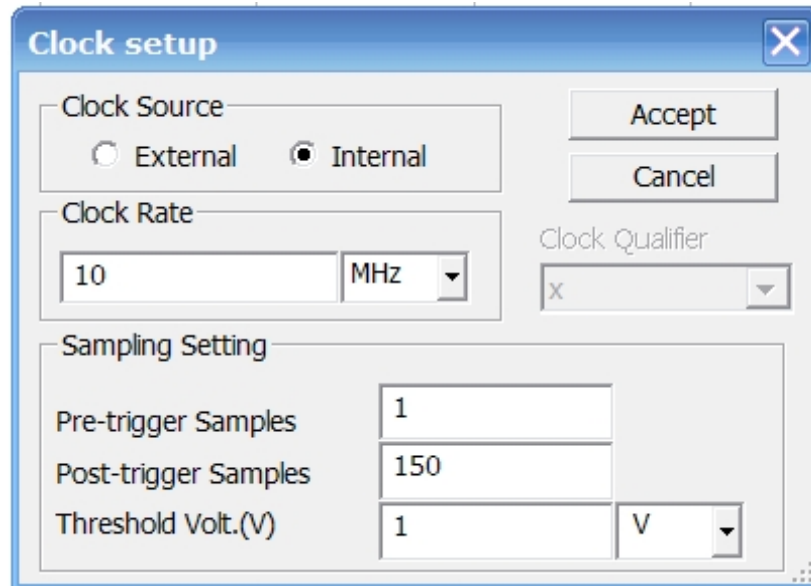 Clock setup
Clock Source
External Internal
Accept
Cancel
Clock Rate
10 MHz
Clock Qualifier
x
Sampling Setting
Pre-trigger Samples 1
Post-trigger Samples 150
Threshold Volt.(V) 1 V